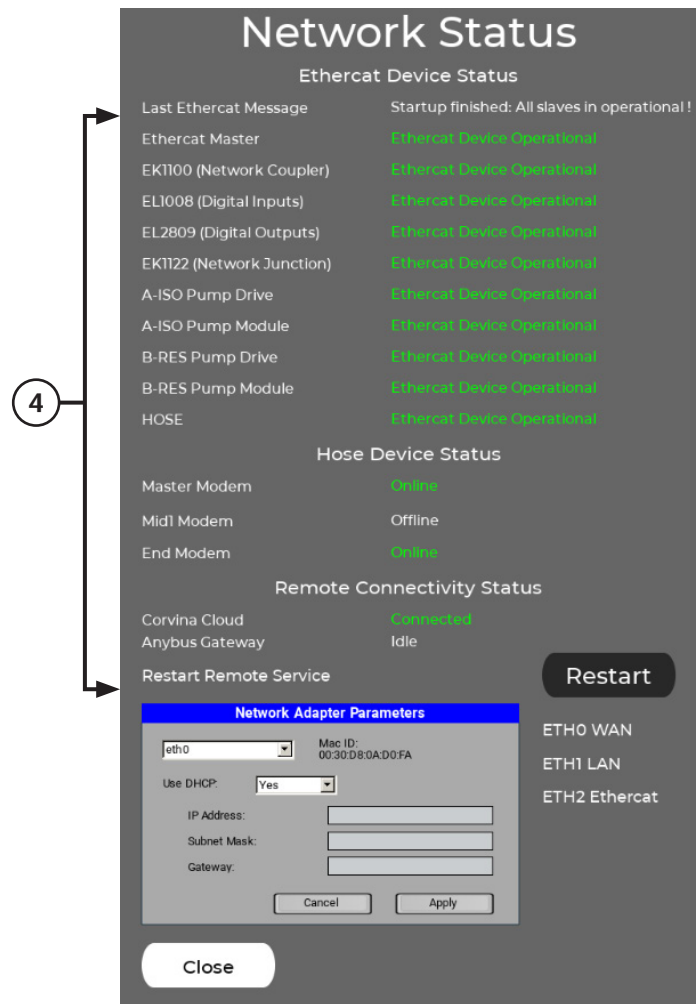 Network Status
Ethercat Device Status
Last Ethercat Message Startup finished: All slaves in operational !
Ethercat Master Ethercat Device Operational
EK1100 (Network Coupler) Ethercat Device Operational
EL1008 (Digital Inputs) Ethercat Device Operational
EL2809 (Digital Outputs) Ethercat Device Operational
EK1122 (Network Junction) Ethercat Device Operational
A-ISO Pump Drive Ethercat Device Operational
A-ISO Pump Module Ethercat Device Operational
B-RES Pump Drive Ethercat Device Operational
B-RES Pump Module Ethercat Device Operational
4
HOSE Ethercat Device Operational
Hose Device Status
Master Modem Online
Mid1 Modem Offline
End Modem Online
Remote Connectivity Status
Corvina Cloud Connected
Anybus Gateway Idle
Restart Remote Service Restart
Network Adapter Parameters
eth0 Mac ID:
00:30:D8:0A:D0:FA
Use DHCP: Yes
IP Address:
Subnet Mask:
Gateway:
Cancel Apply
ETH0 WAN
ETH1 LAN
ETH2 Ethercat
Close